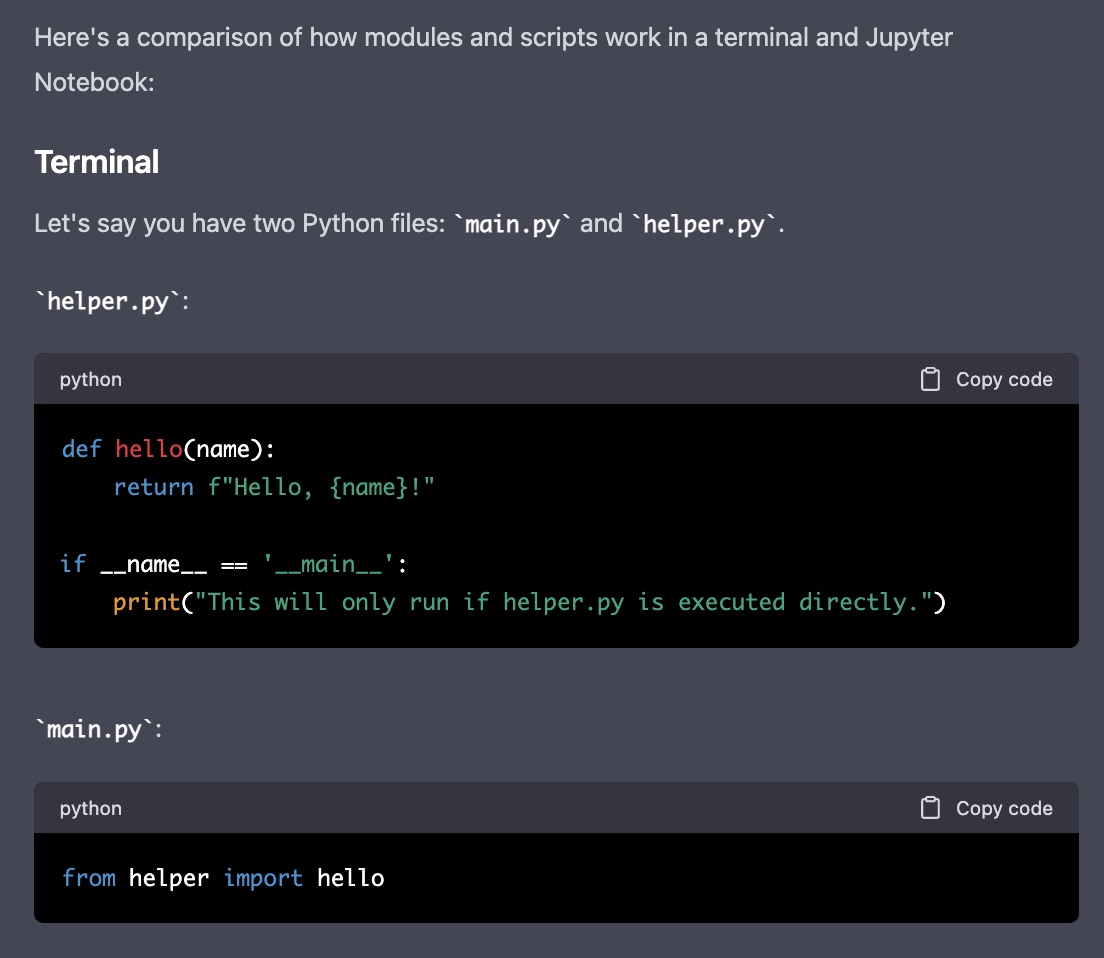 Here's a comparison of how modules and scripts work in a terminal and Jupyter
Notebook:
Terminal
Let's say you have two Python files: `main.py` and `helper.py`.
`helper.py`:
python Copy code
def hello(name):
    return f"Hello, {name}!"
if __name__ == '__main__':
    print("This will only run if helper.py is executed directly.")
`main.py`:
python Copy code
from helper import hello